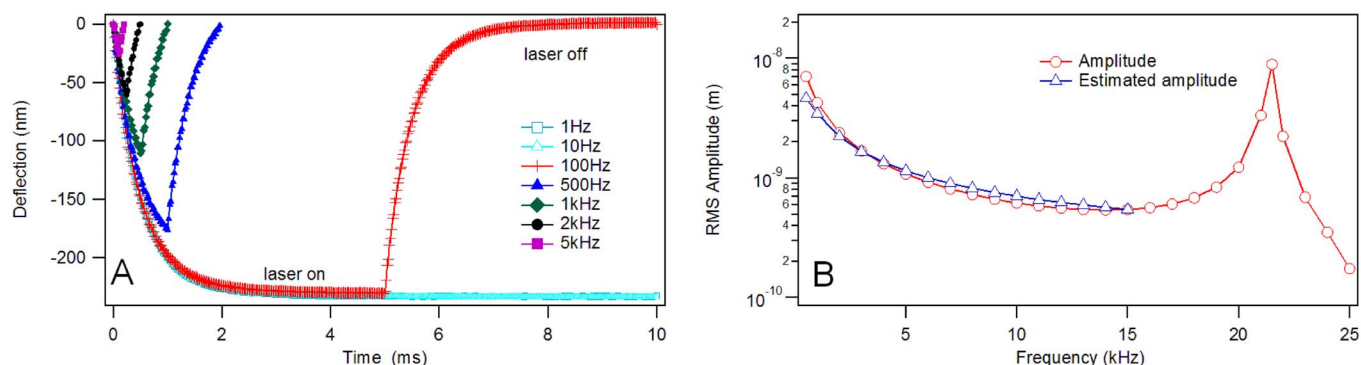 0
-50
-100
-150
-200
Deflection (nm)
laser off
1Hz
10Hz
100Hz
500Hz
1kHz
2kHz
5kHz
A
laser on
0
2
4
6
8
10
Time (ms)
RMS Amplitude (m)
4
2
10⁻⁸
8
6
4
2
10⁻⁹
8
6
4
2
10⁻¹⁰
Amplitude
Estimated amplitude
B
5
10
15
20
25
Frequency (kHz)